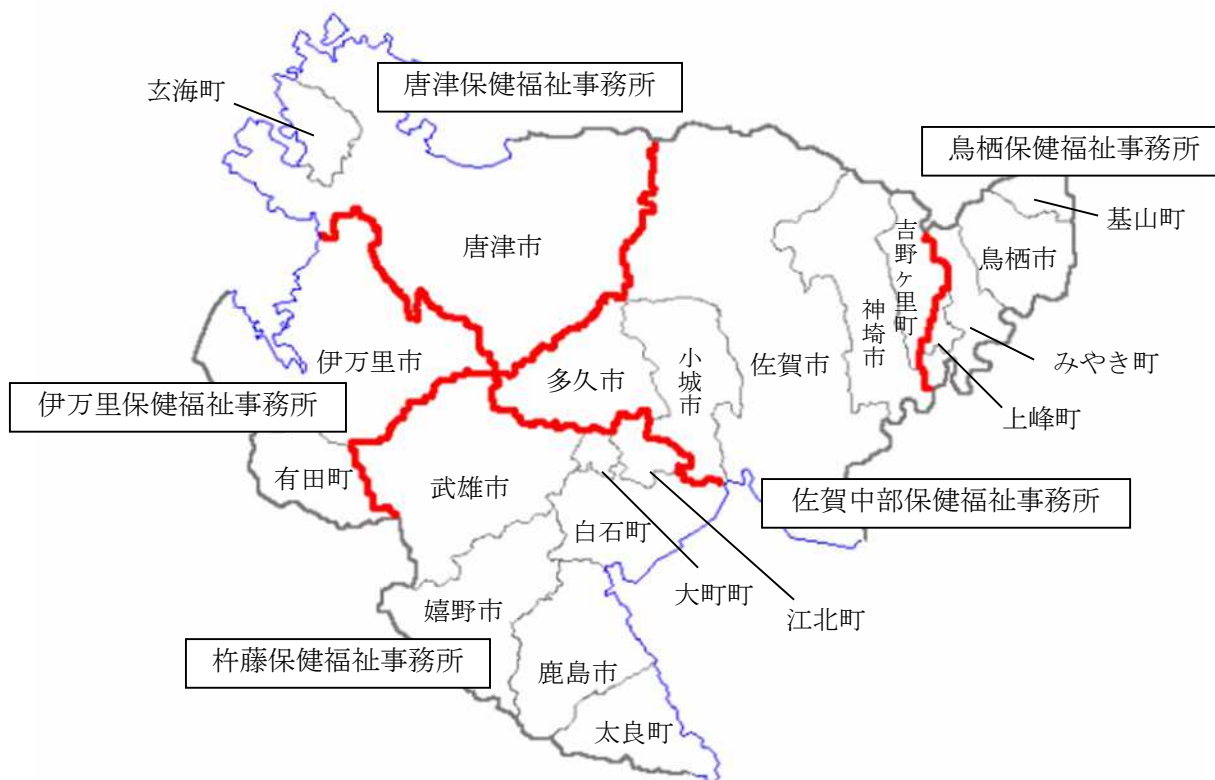 唐津保健福祉事務所
玄海町
鳥栖保健福祉事務所
基山町
吉野ヶ里町
唐津市
鳥栖市
神埼市
伊万里市
多久市
小城市
佐賀市
みやき町
伊万里保健福祉事務所
上峰町
有田町
武雄市
佐賀中部保健福祉事務所
白石町
大町町
江北町
嬉野市
杵藤保健福祉事務所
鹿島市
太良町